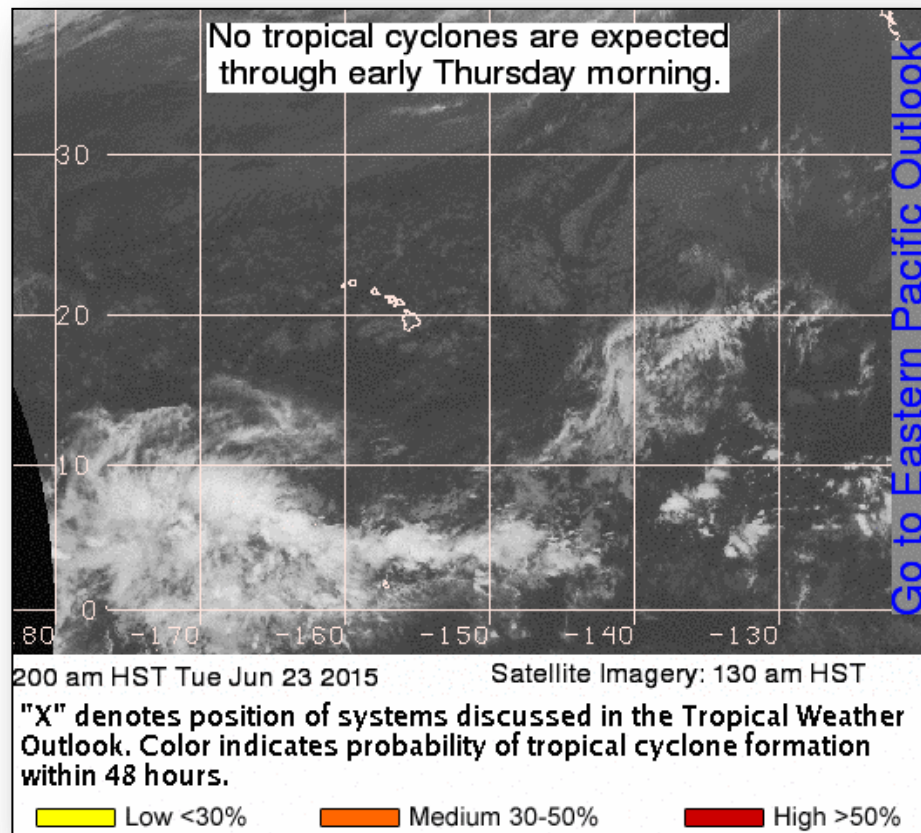 No tropical cyclones are expected
through early Thursday morning.
Go to Eastern Pacific Outlook
30
20
10
0
80 -170 -160 -150 -140 -130
200 am HST Tue Jun 23 2015 Satellite Imagery: 130 am HST
"X" denotes position of systems discussed in the Tropical Weather
Outlook. Color indicates probability of tropical cyclone formation
within 48 hours.
Low <30% Medium 30-50% High >50%